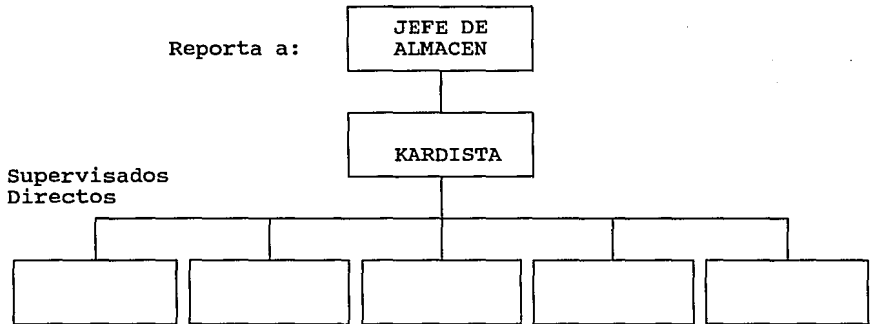 JEFE DE
Reporta a: ALMACEN
KARDISTA
Supervisados
Directos